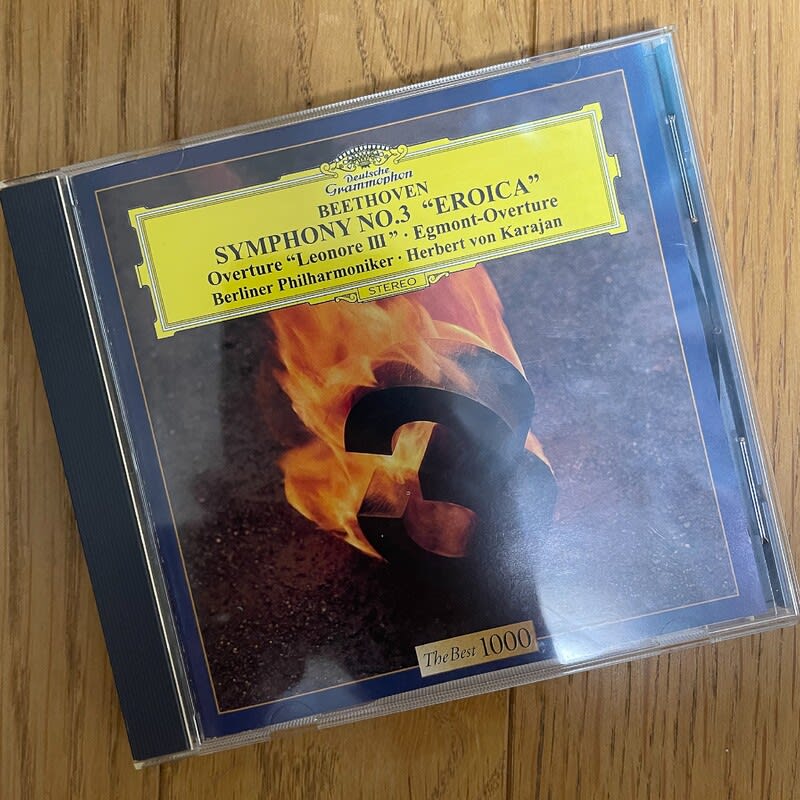 Deutsche
Grammophon
BEETHOVEN
SYMPHONY NO.3 “EROICA”
Overture “Leonore III” · Egmont-Overture
Berliner Philharmoniker · Herbert von Karajan
STEREO
3
The Best 1000